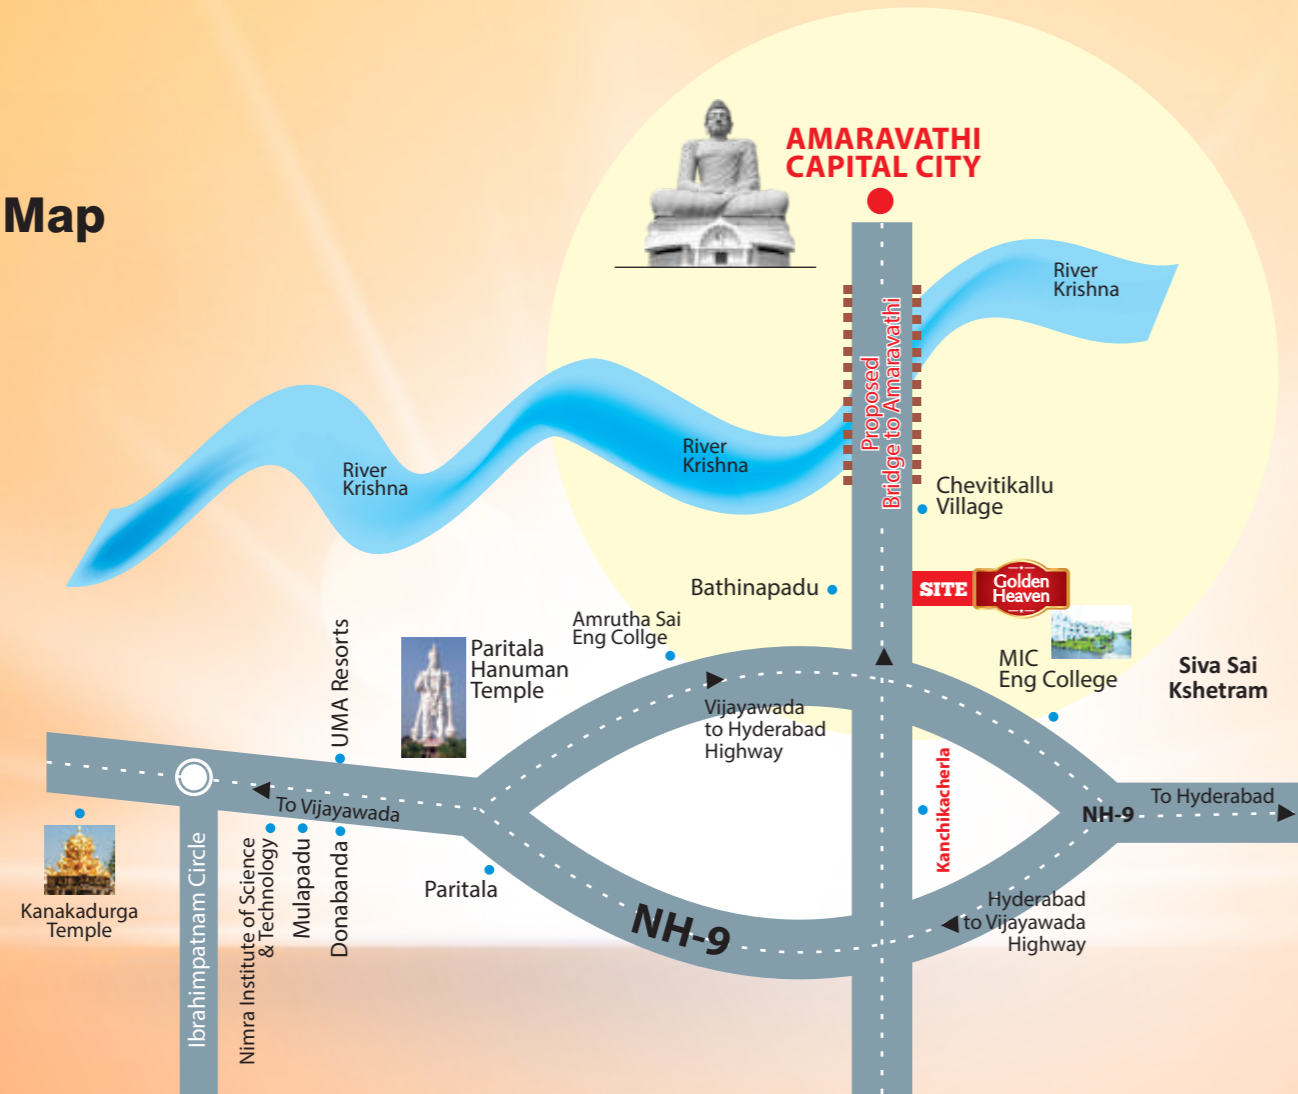 Map
AMARAVATHI
CAPITAL CITY
River
Krishna
Proposed
Bridge to Amaravathi
River
Krishna
River
Krishna
Chevitikallu
Village
Bathinapadu
SITE
Golden
Heaven
Amrutha Sai
Eng Collge
UMA Resorts
Paritala
Hanuman
Temple
MIC
Eng College
Siva Sai
Kshetram
Vijayawada
to Hyderabad
Highway
Kanchikacherla
To Vijayawada
NH-9
To Hyderabad
Kanakadurga
Temple
Ibrahimpatnam Circle
Nimra Institute of Science
& Technology
Mulapadu
Donabanda
Paritala
NH-9
Hyderabad
to Vijayawada
Highway